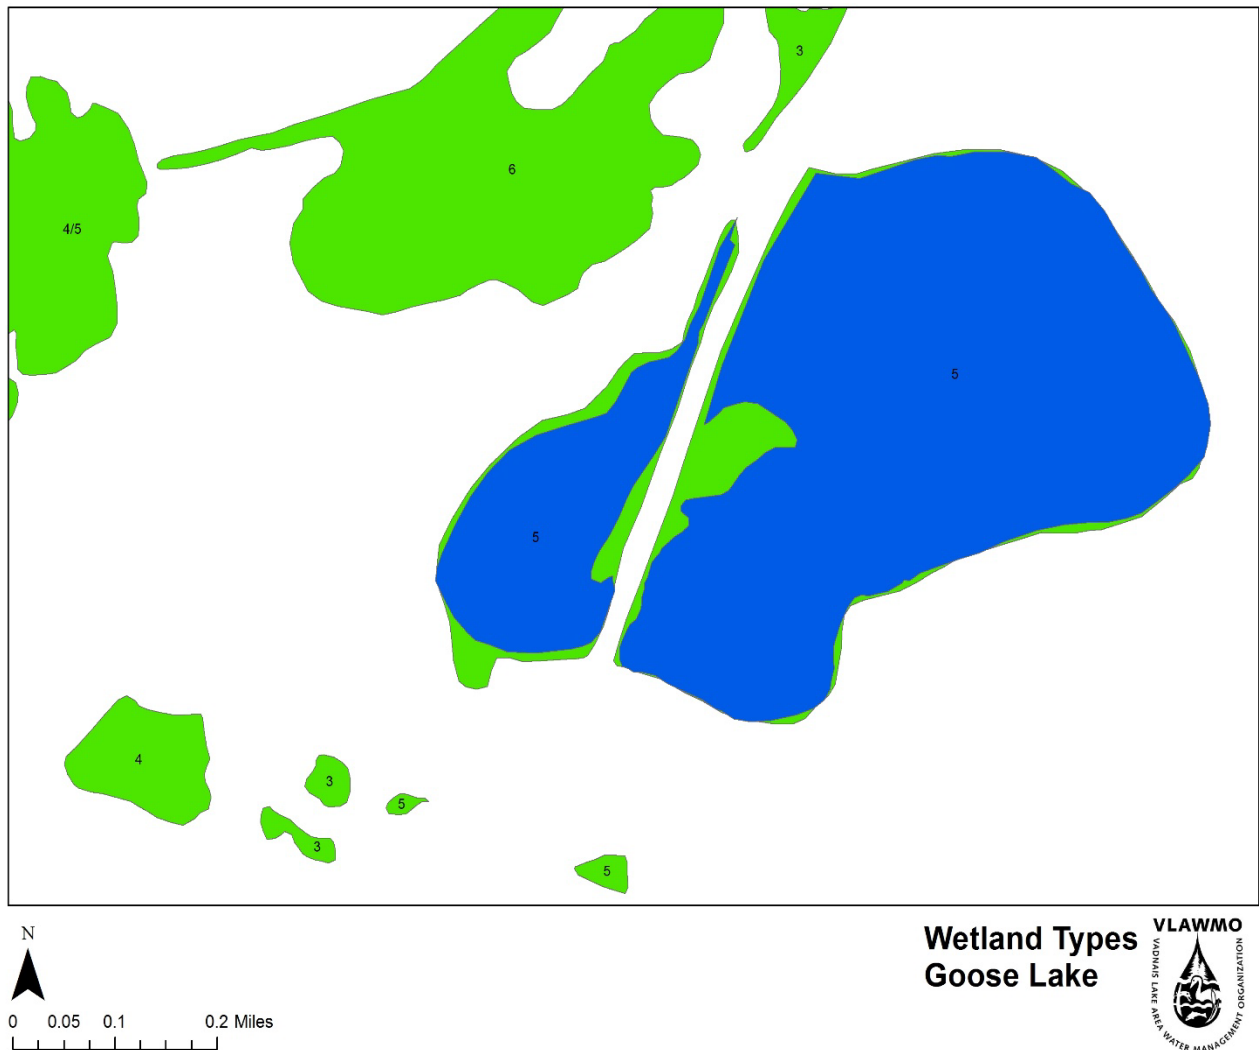 3
6
4/5
5
5
4
3
5
3
5
N
0 0.05 0.1 0.2 Miles
Wetland Types
Goose Lake
VLAWMO
VADNAIS LAKE AREA WATER MANAGEMENT ORGANIZATION